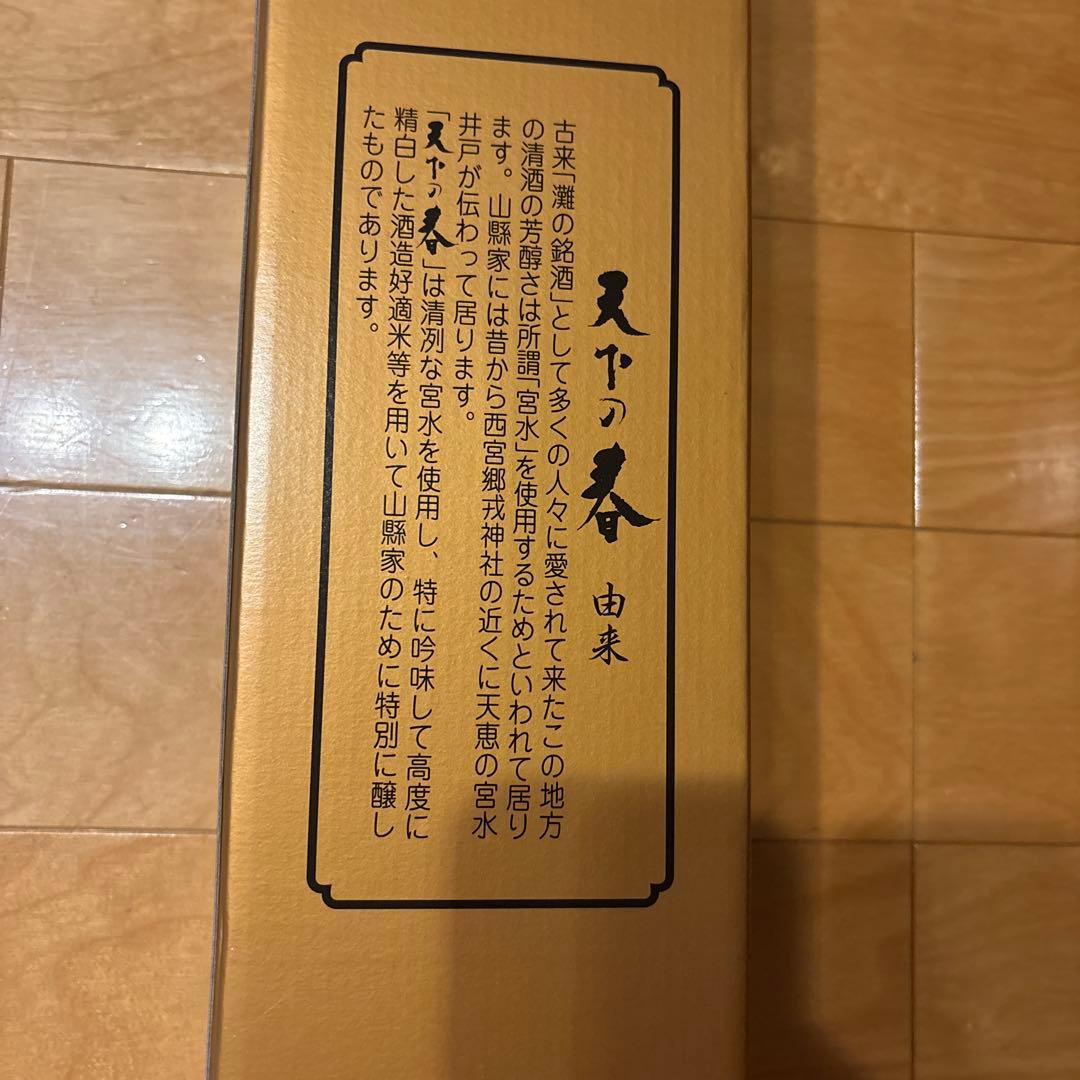 天下の春 由来
古来「灘の銘酒」として多くの人々に愛されて来たこの地方
の清酒の芳醇さは所謂「宮水」を使用するためといわれて居り
ます。山縣家には昔から西宮郷戎神社の近くに天恵の宮水
井戸が伝わって居ります。
「天下の春」は清冽な宮水を使用し、特に吟味して高度に
精白した酒造好適米等を用いて山縣家のために特別に醸し
たものであります。